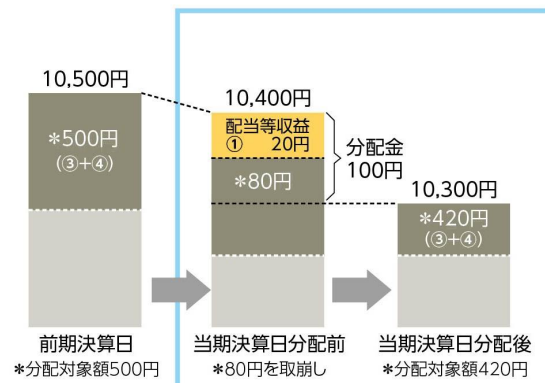 10,500円
*500円
(③+④)
10,400円
配当等収益
① 20円
*80円
分配金
100円
10,300円
*420円
(③+④)
前期決算日
*分配対象額500円
当期決算日分配前
*80円を取崩し
当期決算日分配後
*分配対象額420円